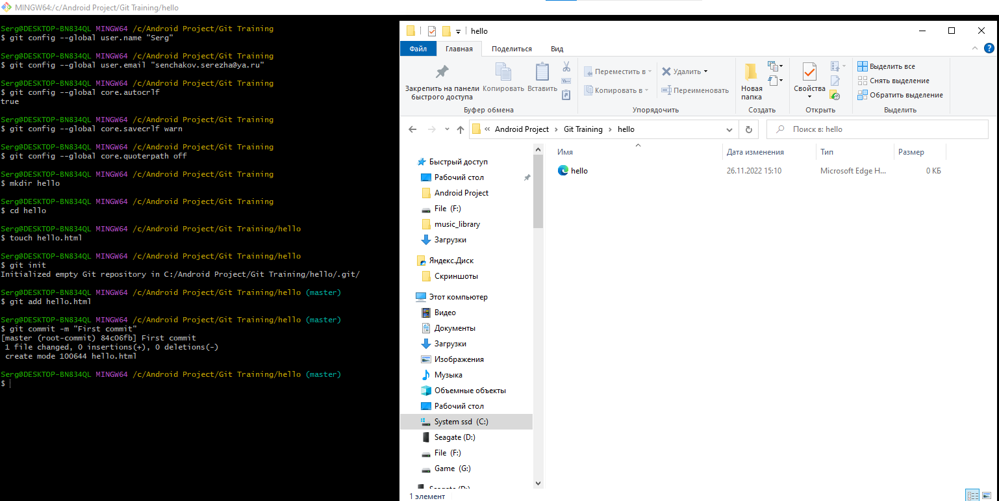 MINGW64:/c/Android Project/Git Training/hello
Serg@DESKTOP-BN834QL MINGW64 /c/Android Project/Git Training
$ git config --global user.name "Serg"
Serg@DESKTOP-BN834QL MINGW64 /c/Android Project/Git Training
$ git config --global user.email "senchakov.serezha@ya.ru"
Serg@DESKTOP-BN834QL MINGW64 /c/Android Project/Git Training
$ git config --global core.autocrlf
true
Serg@DESKTOP-BN834QL MINGW64 /c/Android Project/Git Training
$ git config --global core.savecrlf warn
Serg@DESKTOP-BN834QL MINGW64 /c/Android Project/Git Training
$ git config --global core.quoterpath off
Serg@DESKTOP-BN834QL MINGW64 /c/Android Project/Git Training
$ mkdir hello
Serg@DESKTOP-BN834QL MINGW64 /c/Android Project/Git Training
$ cd hello
Serg@DESKTOP-BN834QL MINGW64 /c/Android Project/Git Training/hello
$ touch hello.html
Serg@DESKTOP-BN834QL MINGW64 /c/Android Project/Git Training/hello
$ git init
Initialized empty Git repository in C:/Android Project/Git Training/hello/.git/
Serg@DESKTOP-BN834QL MINGW64 /c/Android Project/Git Training/hello (master)
$ git add hello.html
Serg@DESKTOP-BN834QL MINGW64 /c/Android Project/Git Training/hello (master)
$ git commit -m "First commit"
[master (root-commit) 84c06fb] First commit
1 file changed, 0 insertions(+), 0 deletions(-)
create mode 100644 hello.html
Serg@DESKTOP-BN834QL MINGW64 /c/Android Project/Git Training/hello (master)
$
hello
Файл Главная Поделиться Вид
Закрепить на панели быстрого доступа
Копировать
Вставить
Буфер обмена
Переместить в
Копировать в
Удалить
Переименовать
Упорядочить
Новая папка
Создать
Свойства
Открыть
Выделить все
Снять выделение
Обратить выделение
Выделить
« Android Project › Git Training › hello
Поиск в: hello
Имя Дата изменения Тип Размер
hello 26.11.2022 15:10 Microsoft Edge H... 0 КБ
Быстрый доступ
Рабочий стол
Android Project
File (F:)
music_library
Загрузки
Яндекс.Диск
Скриншоты
Этот компьютер
Видео
Документы
Загрузки
Изображения
Музыка
Объемные объекты
Рабочий стол
System ssd (C:)
Seagate (D:)
File (F:)
Game (G:)
Seagate (D:)
1 элемент